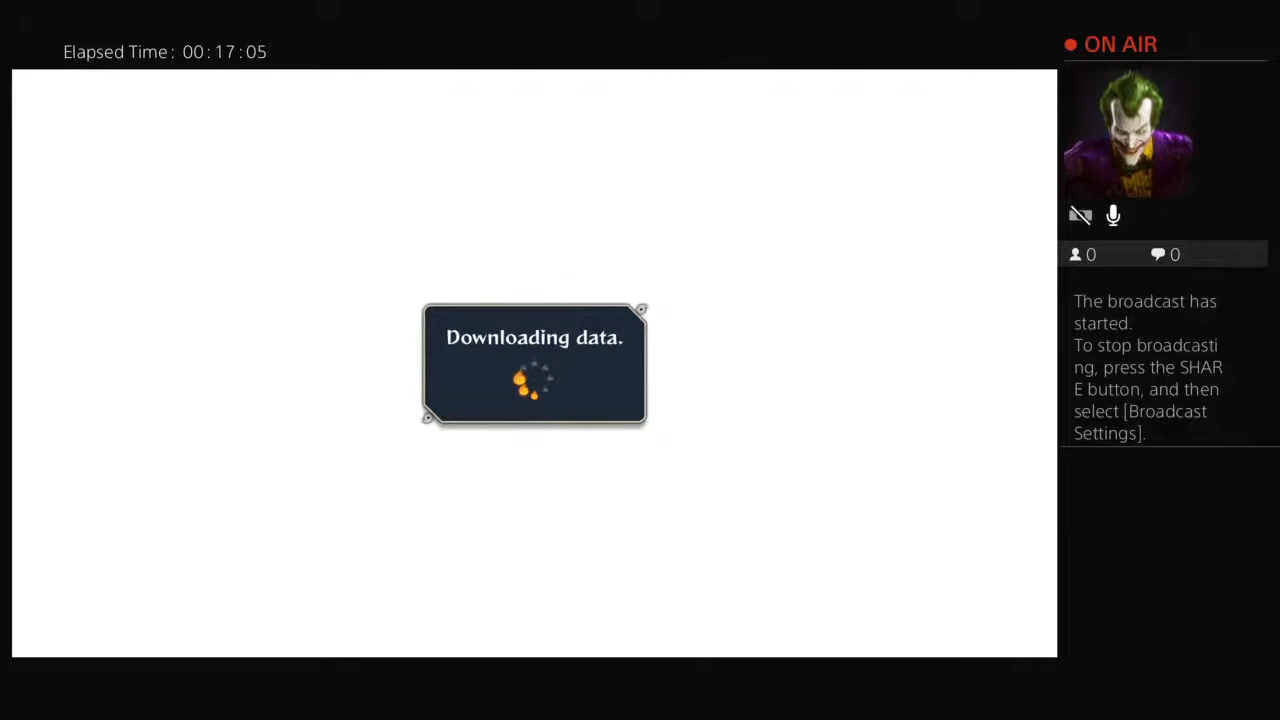 Elapsed Time: 00:17:05
ON AIR
0
0
The broadcast has
started.
To stop broadcasti
ng, press the SHAR
E button, and then
select [Broadcast
Settings].
Downloading data.